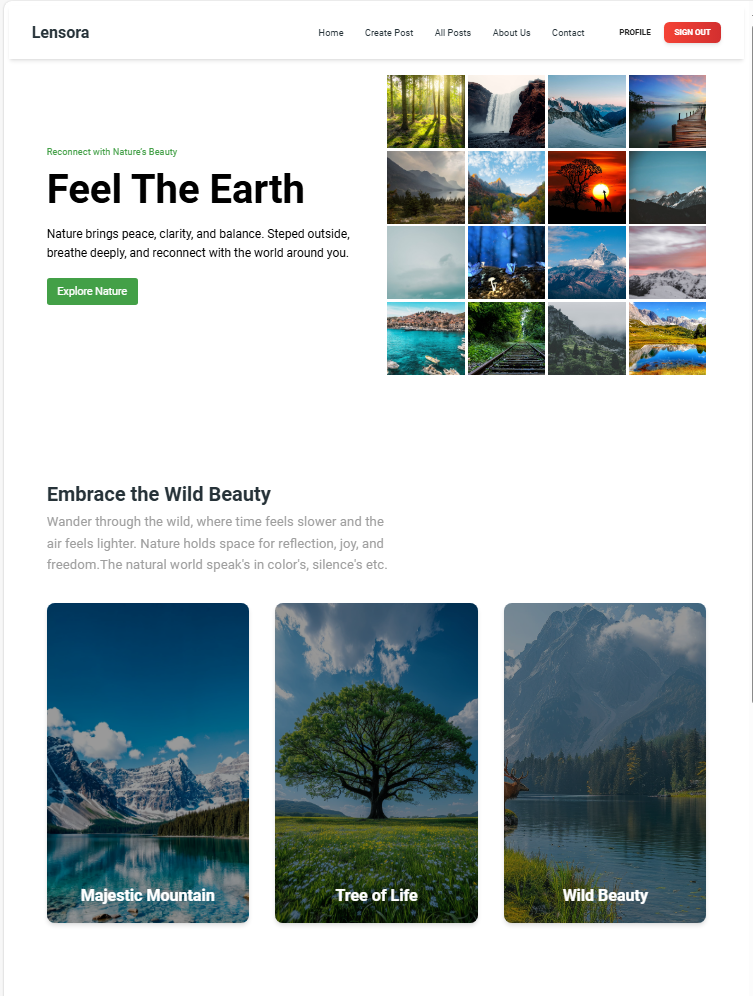 Lensora
Home
Create Post
All Posts
About Us
Contact
PROFILE
SIGN OUT
Reconnect with Nature's Beauty
Feel The Earth
Nature brings peace, clarity, and balance. Steped outside,
breathe deeply, and reconnect with the world around you.
Explore Nature
Embrace the Wild Beauty
Wander through the wild, where time feels slower and the
air feels lighter. Nature holds space for reflection, joy, and
freedom.The natural world speak's in color's, silence's etc.
Majestic Mountain
Tree of Life
Wild Beauty